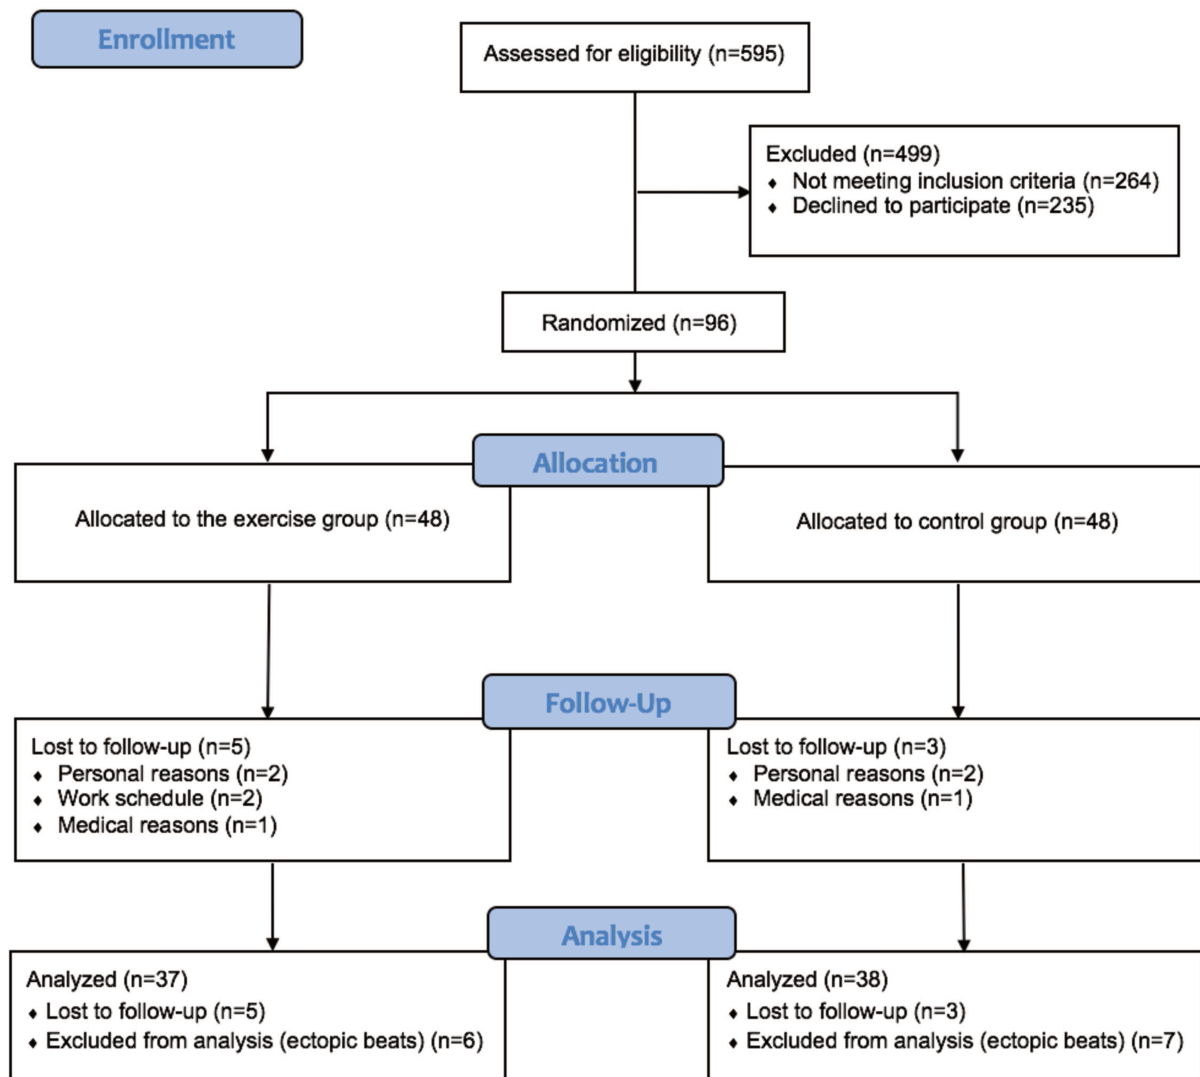 Enrollment
Assessed for eligibility (n=595)
Excluded (n=499)
♦ Not meeting inclusion criteria (n=264)
♦ Declined to participate (n=235)
Randomized (n=96)
Allocation
Allocated to the exercise group (n=48)
Allocated to control group (n=48)
Follow-Up
Lost to follow-up (n=5)
♦ Personal reasons (n=2)
♦ Work schedule (n=2)
♦ Medical reasons (n=1)
Lost to follow-up (n=3)
♦ Personal reasons (n=2)
♦ Medical reasons (n=1)
Analysis
Analyzed (n=37)
♦ Lost to follow-up (n=5)
♦ Excluded from analysis (ectopic beats) (n=6)
Analyzed (n=38)
♦ Lost to follow-up (n=3)
♦ Excluded from analysis (ectopic beats) (n=7)